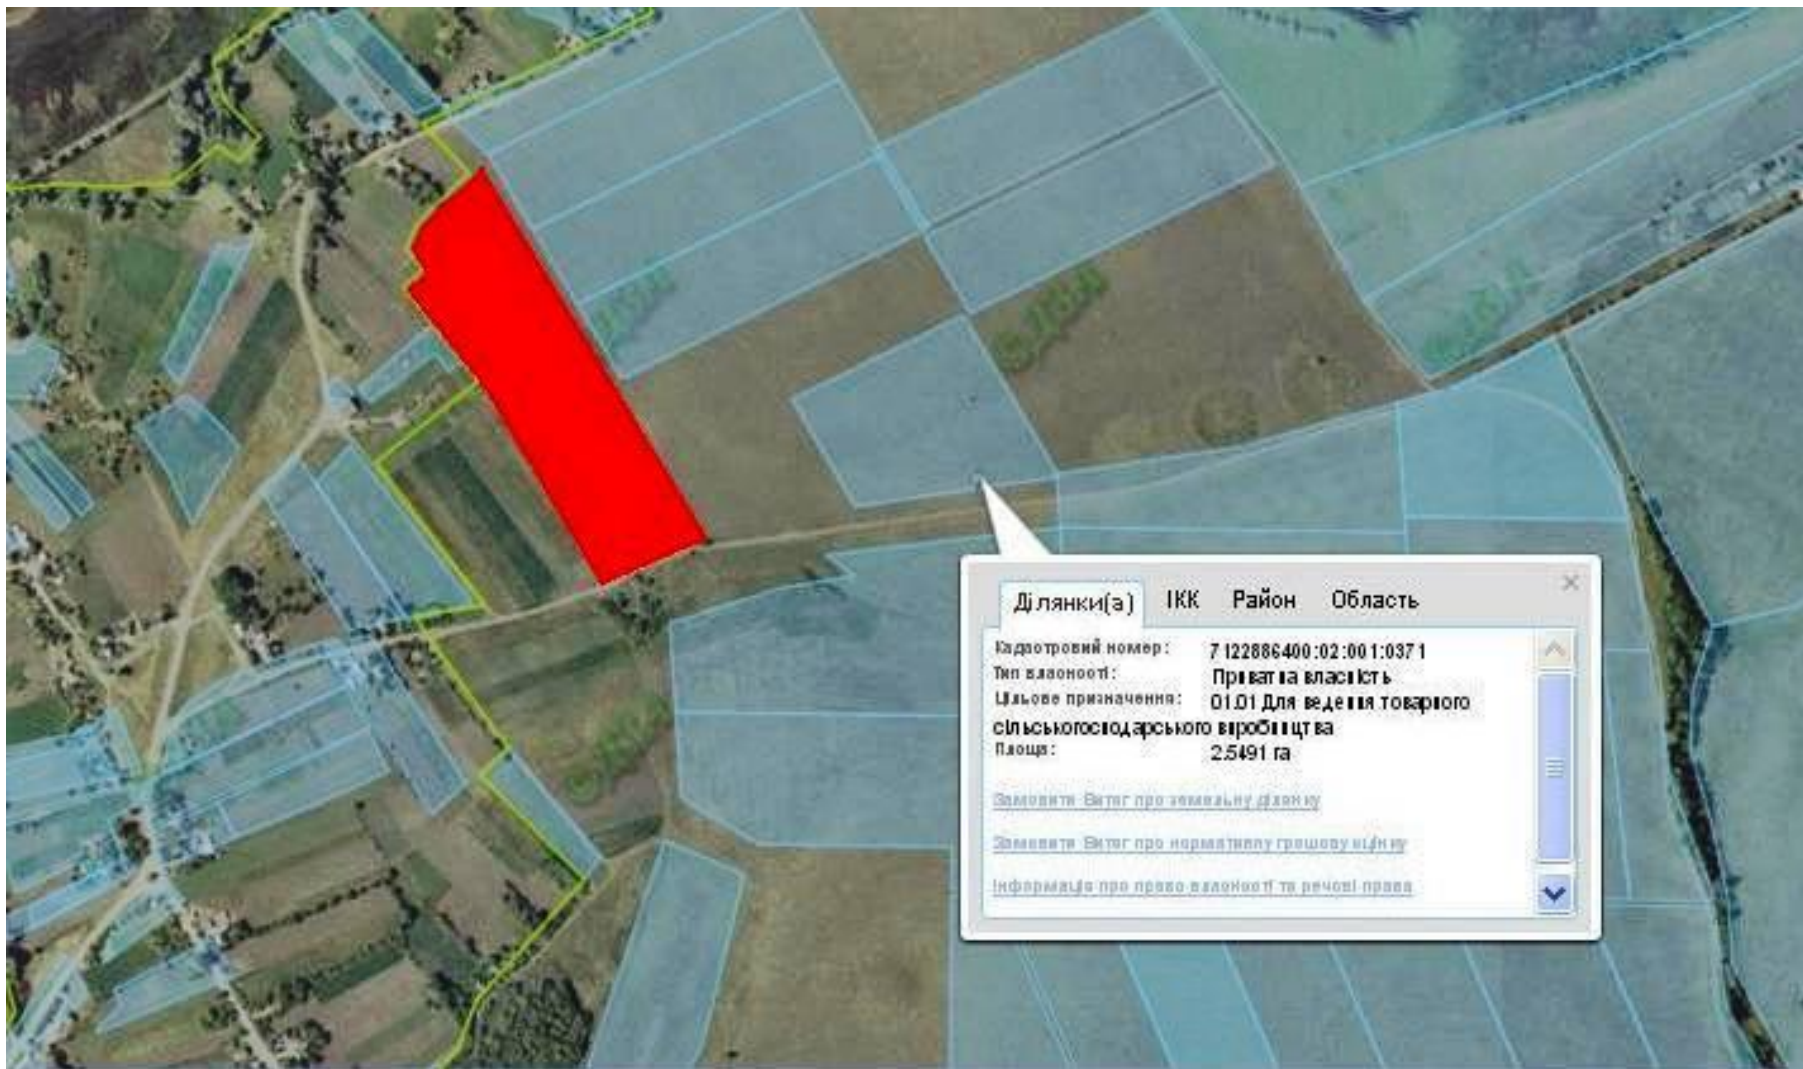 Ділянки(а) ІКК Район Область
Кадастровий номер: 7122886400:02:001:0371
Тип власності: Приватна власність
Цільове призначення: 01.01 Для ведення товарного
сільськогосподарського виробництва
Площа: 2.5491 га
Замовити Витяг про земельну ділянку
Замовити Витяг про нормативну грошову оцінку
Інформація про право власності та речові права